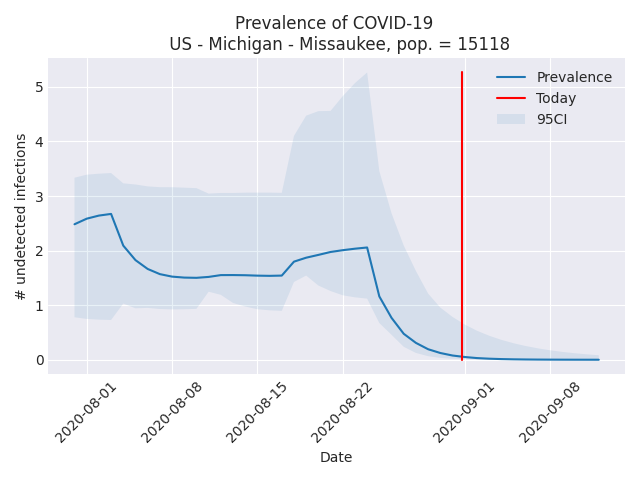 Prevalence of COVID-19
US - Michigan - Missaukee, pop. = 15118
Prevalence
Today
95CI
# undetected infections
5
4
3
2
1
0
2020-08-01
2020-08-08
2020-08-15
2020-08-22
2020-09-01
2020-09-08
Date